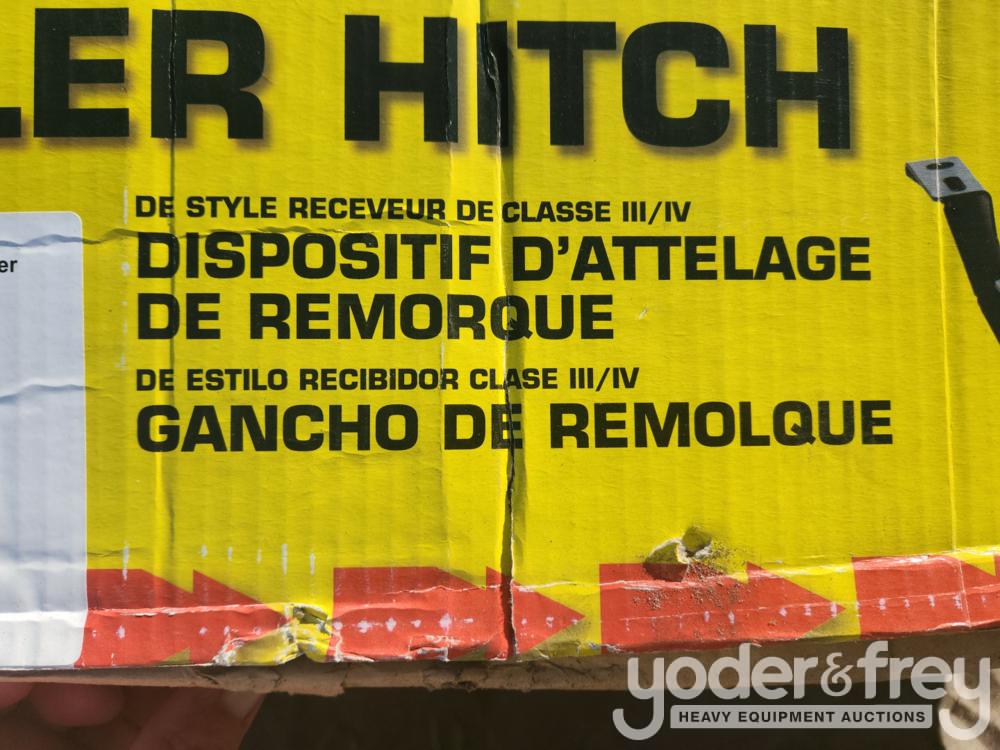 LER HITCH
DE STYLE RECEVEUR DE CLASSE III/IV
DISPOSITIF D'ATTELAGE
DE REMORQUE
er
DE ESTILO RECIBIDOR CLASE III/IV
GANCHO DE REMOLQUE
yoder&frey
HEAVY EQUIPMENT AUCTIONS